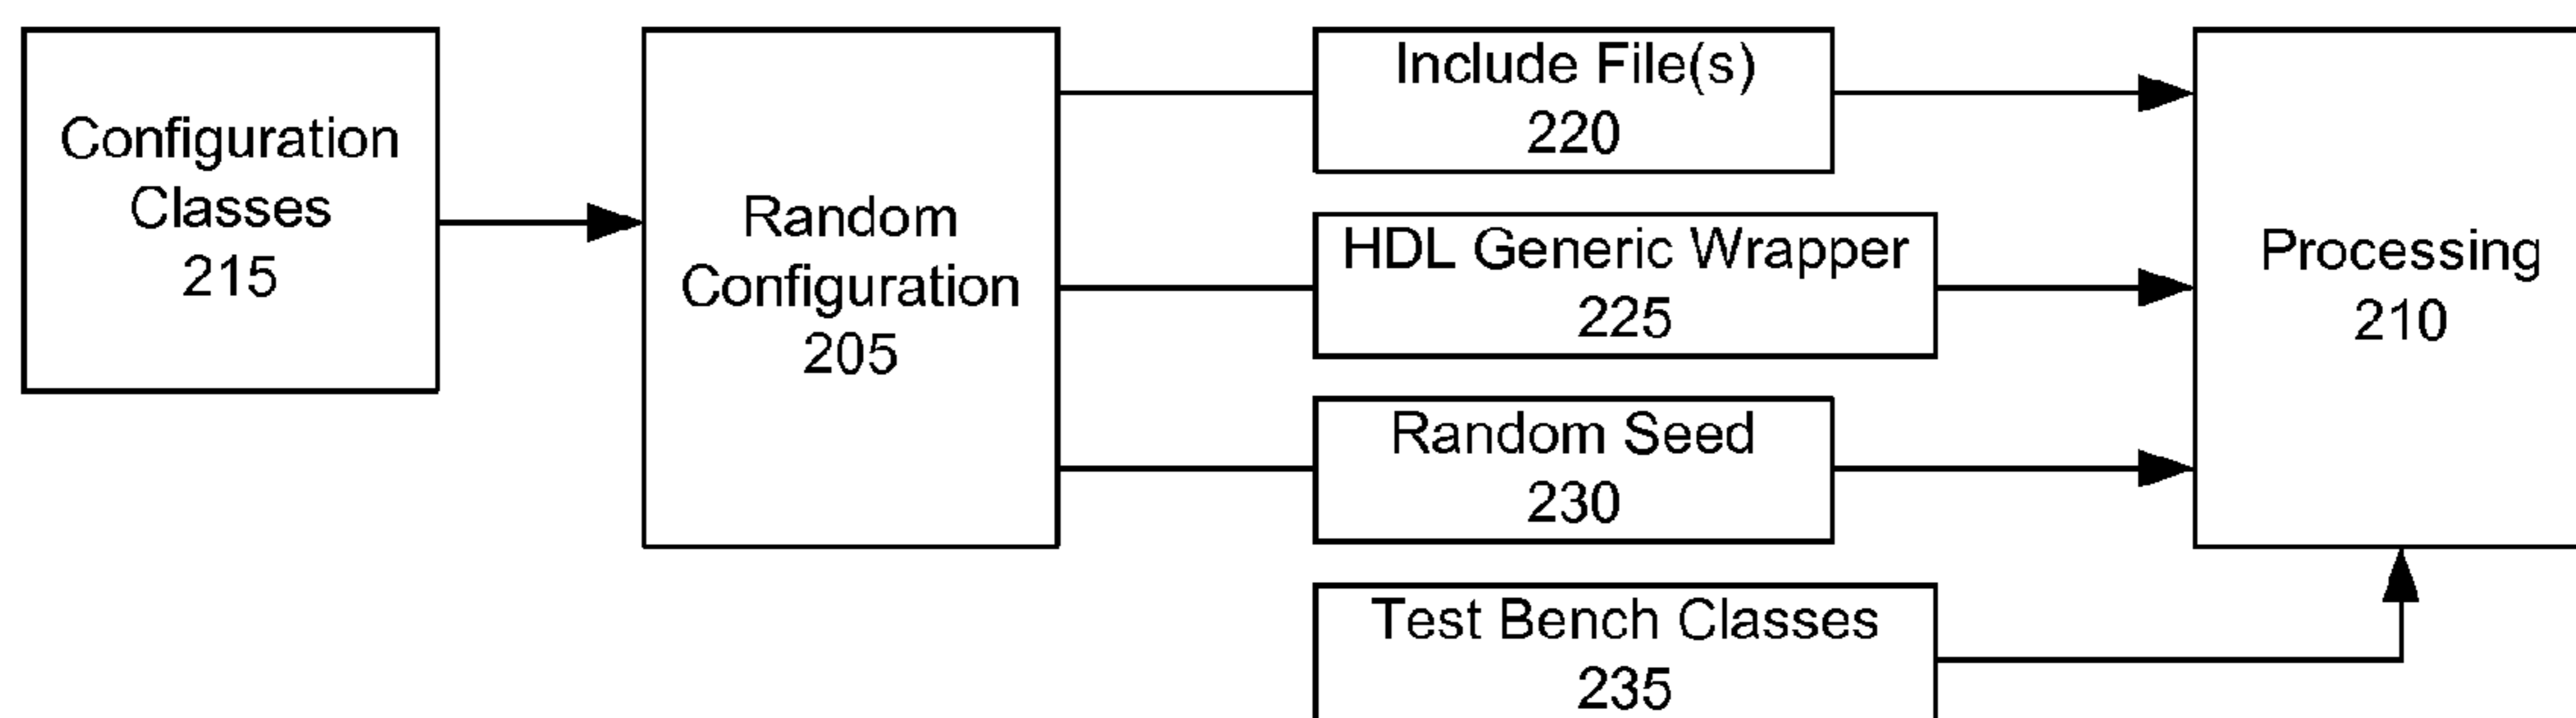 Configuration
Classes
215
Random
Configuration
205
Include File(s)
220
HDL Generic Wrapper
225
Random Seed
230
Test Bench Classes
235
Processing
210